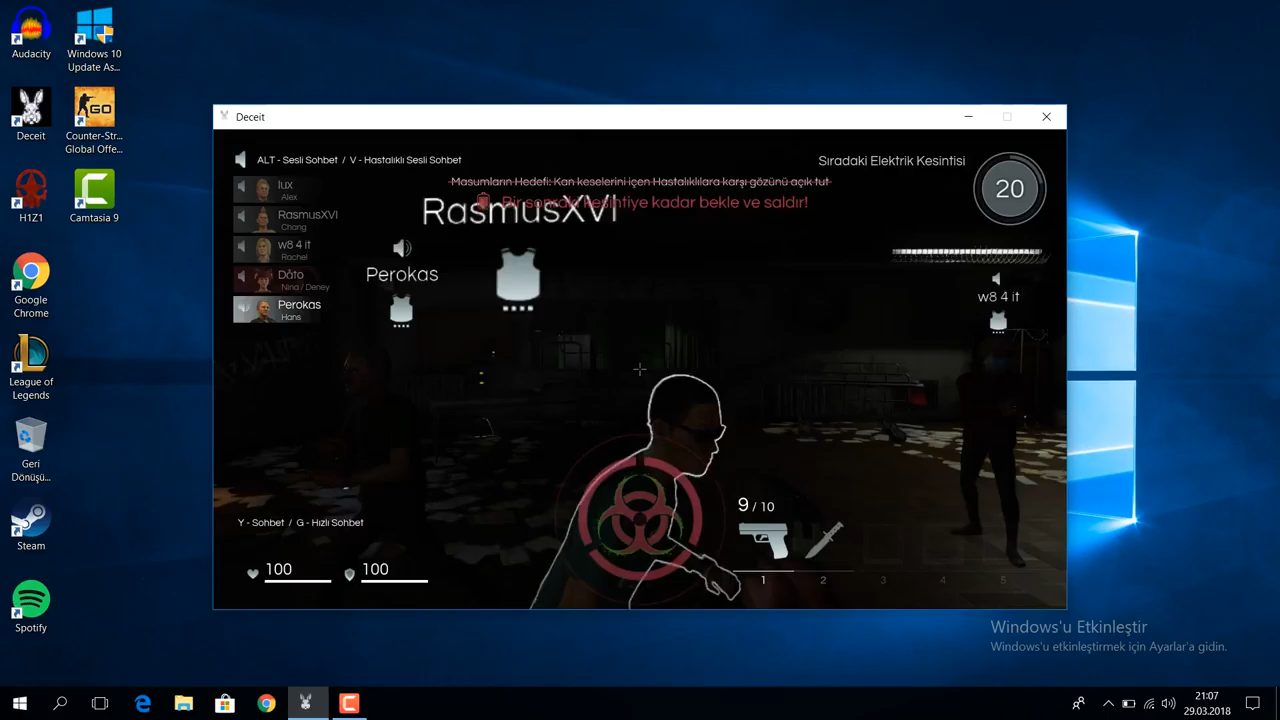 Audacity
Windows 10
Update As...
Deceit
Counter-Str...
Global Offe...
H1Z1
Camtasia 9
Google
Chrome
League of
Legends
Geri
Dönüşü...
Steam
Spotify
Deceit
ALT - Sesli Sohbet / V - Hastalıklı Sesli Sohbet
Sıradaki Elektrik Kesintisi
20
Masumların Hedefi: Kan keselerini içen Hastalıklılara karşı gözünü açık tut
Bir sonraki kesintiye kadar bekle ve saldır!
lux
Alex
RasmusXVI
Chang
w8 4 it
Rachel
Dåto
Nina / Deney
Perokas
Hans
RasmusXVI
Perokas
w8 4 it
9 / 10
Y - Sohbet / G - Hızlı Sohbet
100
100
1
2
3
4
5
Windows'u Etkinleştir
Windows'u etkinleştirmek için Ayarlar'a gidin.
21:07
29.03.2018